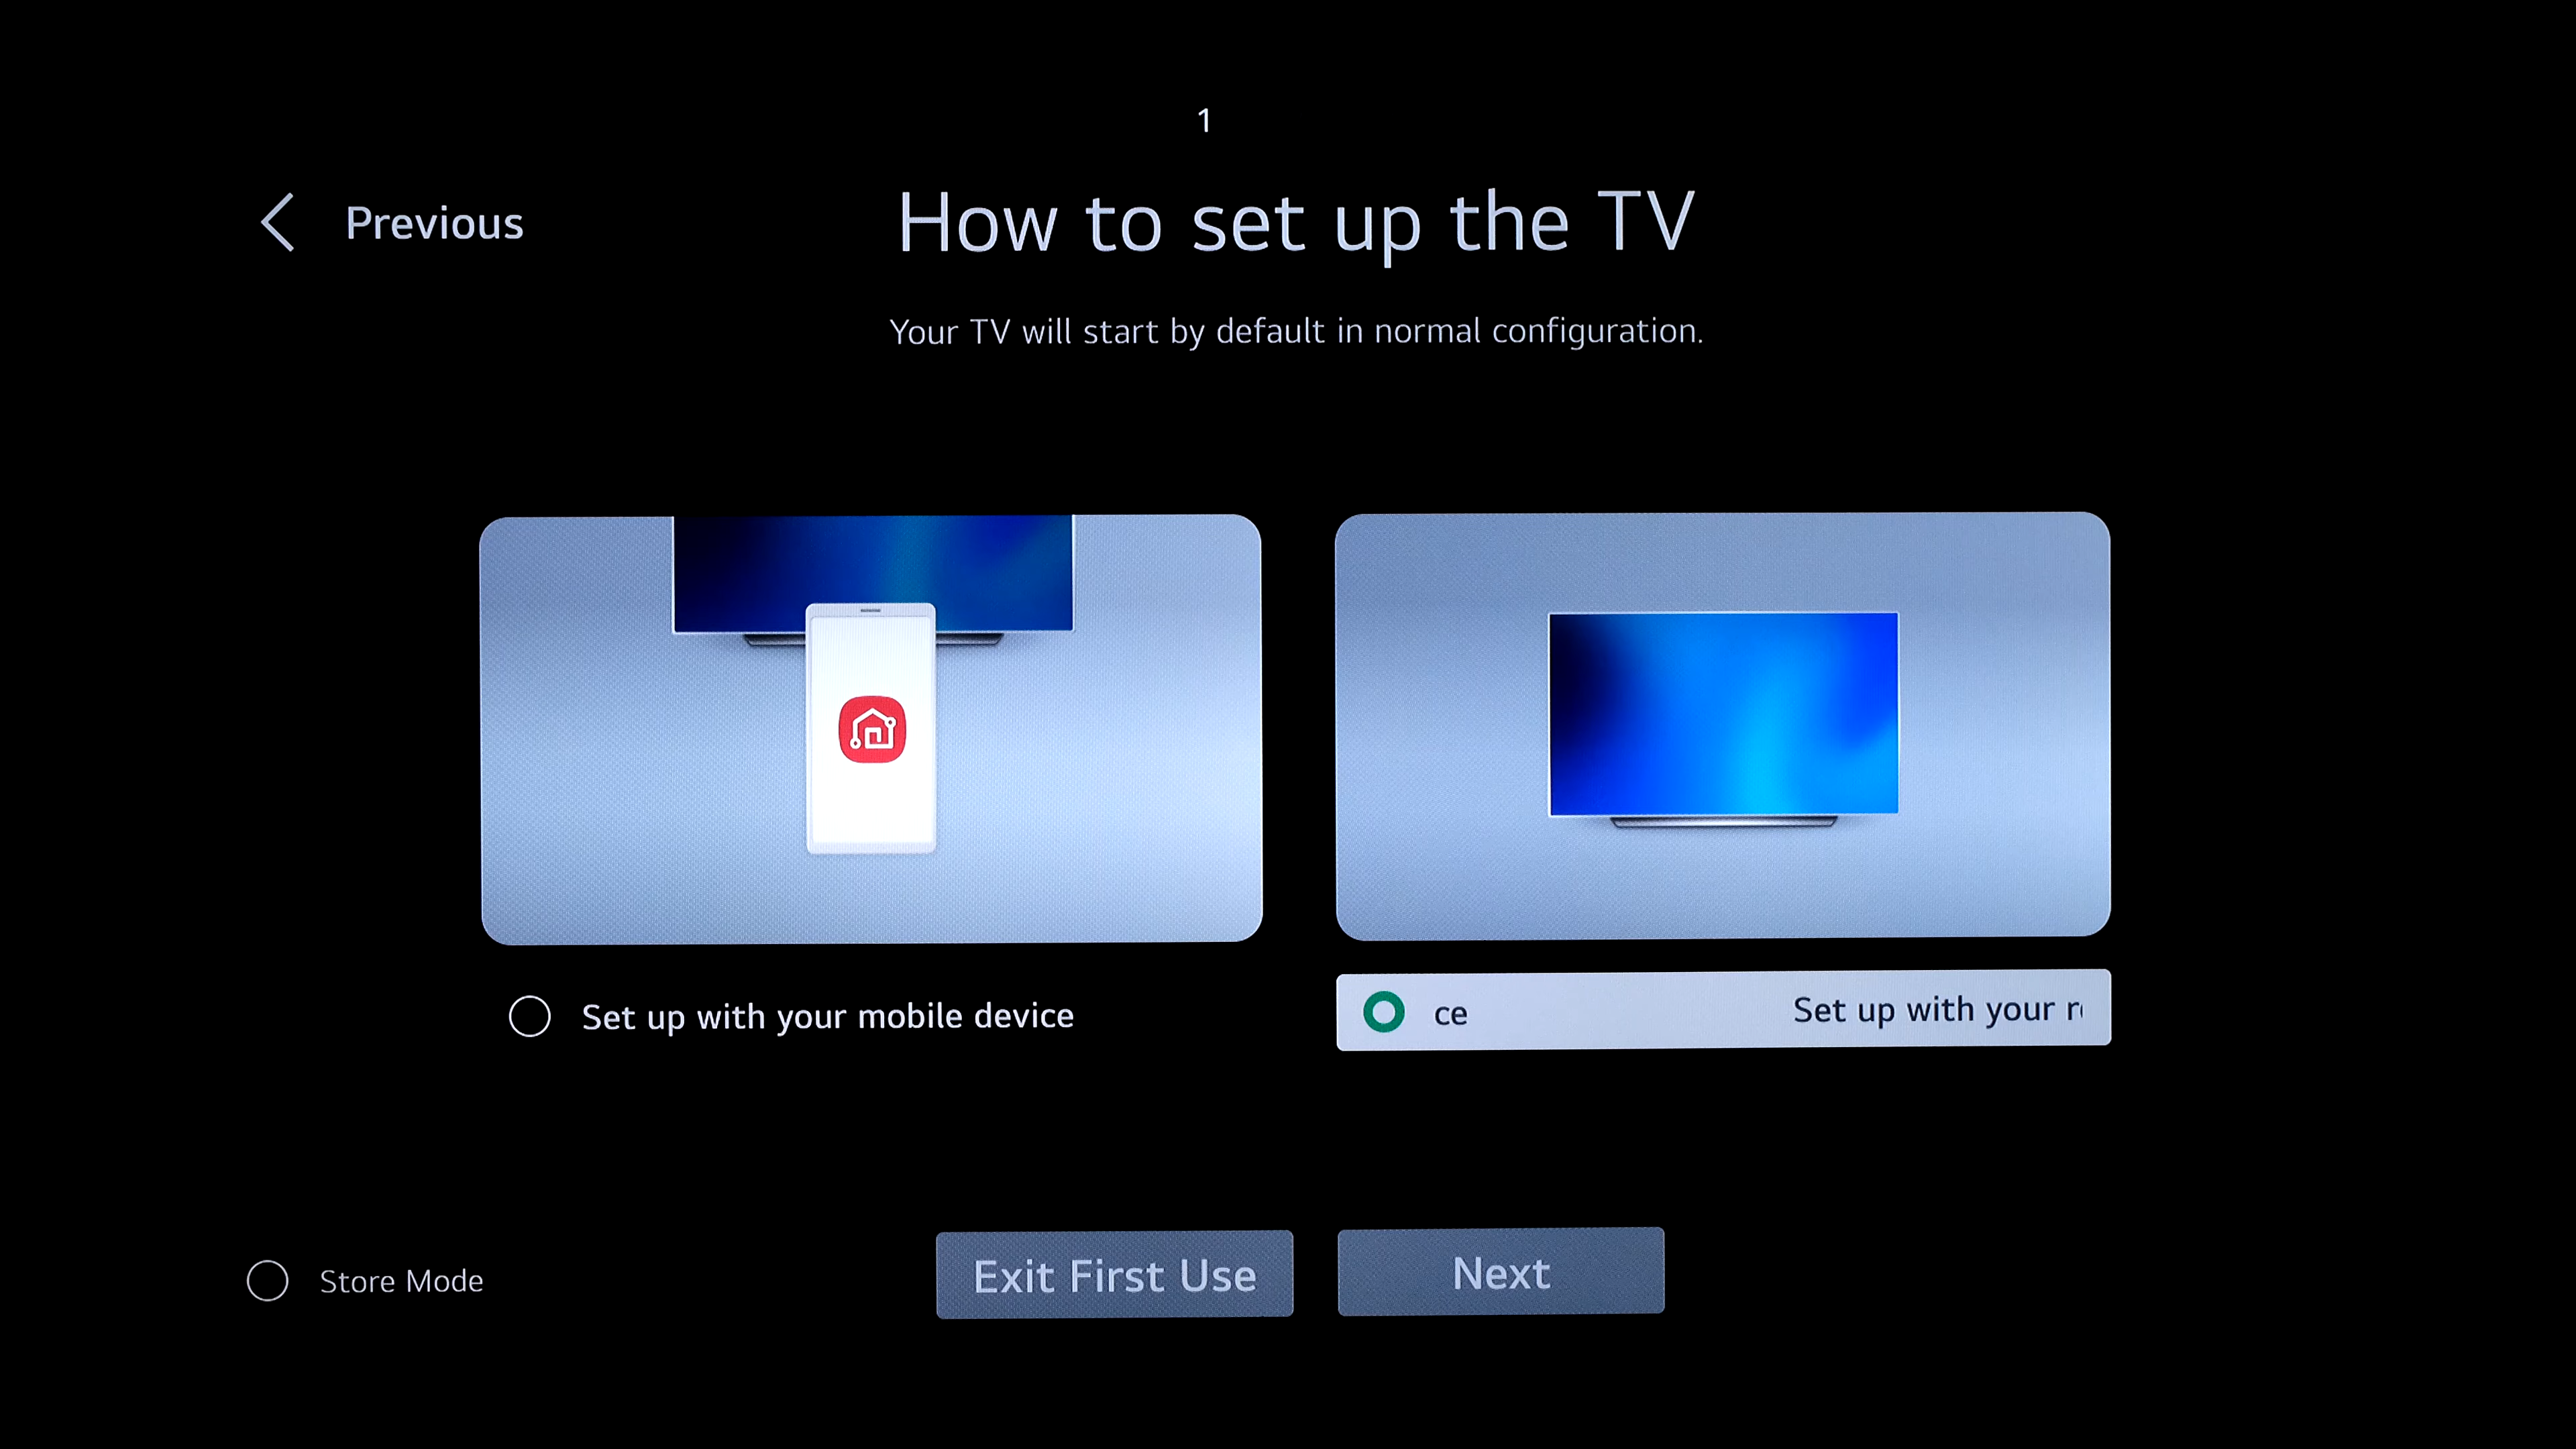 1
Previous
How to set up the TV
Your TV will start by default in normal configuration.
Set up with your mobile device
ce Set up with your
Store Mode
Exit First Use
Next